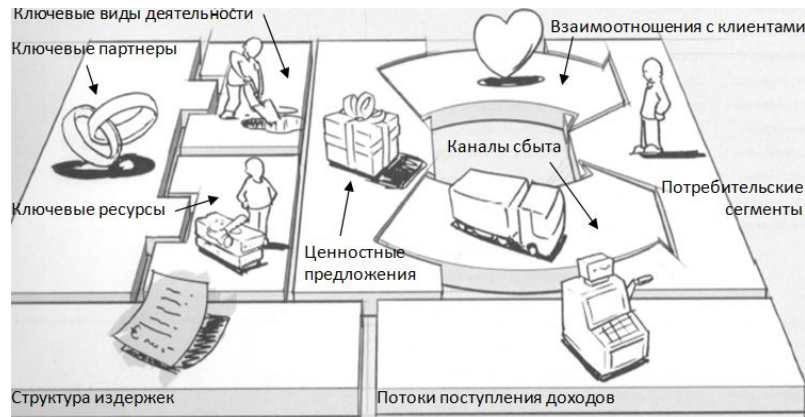 Ключевые виды деятельности
Взаимоотношения с клиентами
Ключевые партнеры
Каналы сбыта
Потребительские
сегменты
Ключевые ресурсы
Ценностные
предложения
Структура издержек
Потоки поступления доходов